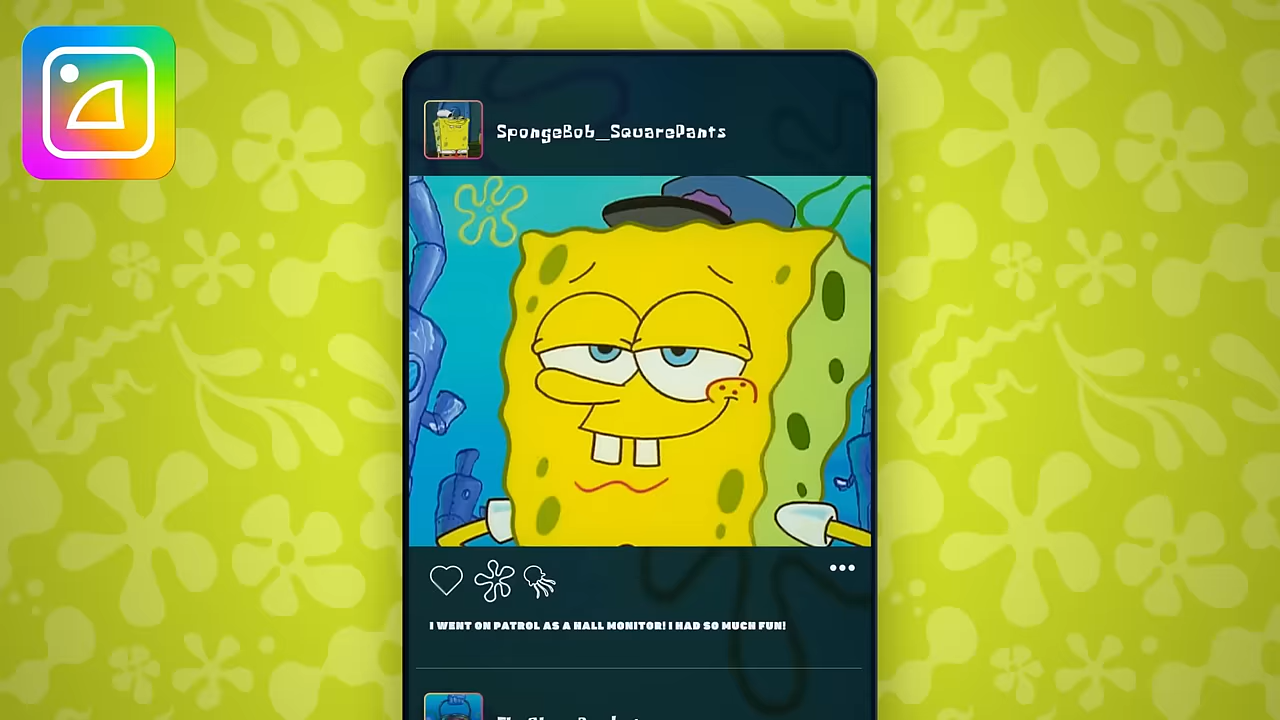 SpongeBob_SquarePants
I WENT ON PATROL AS A HALL MONITOR! I HAD SO MUCH FUN!